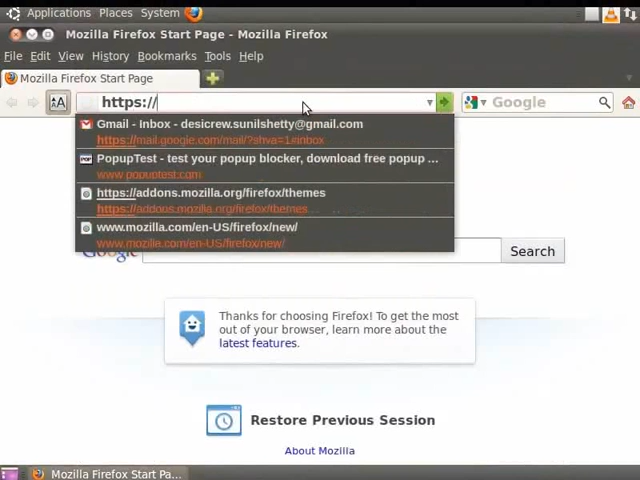 Applications Places System
Mozilla Firefox Start Page - Mozilla Firefox
File Edit View History Bookmarks Tools Help
Mozilla Firefox Start Page
https://
Google
Gmail - Inbox - desicrew.sunilshetty@gmail.com
https://mail.google.com/mail/?shva=1#inbox
PopupTest - test your popup blocker, download free popup ...
www.popuptest.com
https://addons.mozilla.org/firefox/themes
https://addons.mozilla.org/firefox/themes
www.mozilla.com/en-US/firefox/new/
www.mozilla.com/en-US/firefox/new/
Google
Search
Thanks for choosing Firefox! To get the most
out of your browser, learn more about the
latest features.
Restore Previous Session
About Mozilla
Mozilla Firefox Start Pa...